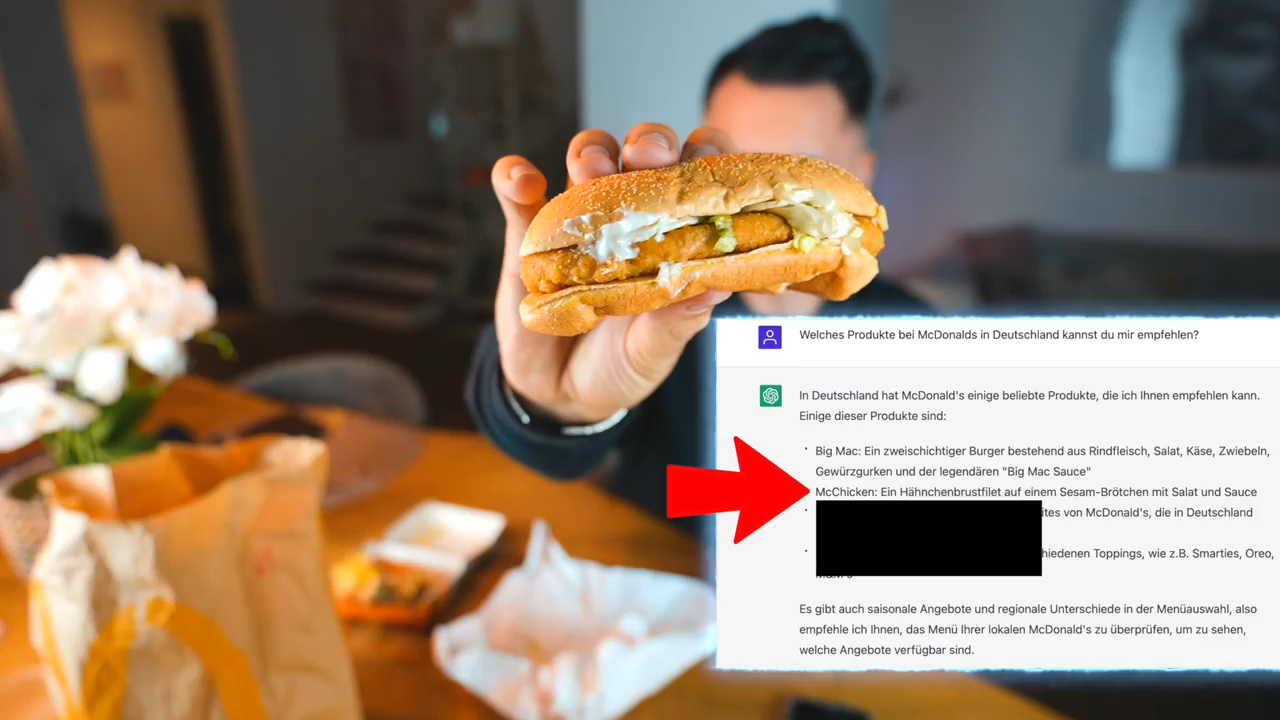 Welches Produkte bei McDonalds in Deutschland kannst du mir empfehlen?
In Deutschland hat McDonald's einige beliebte Produkte, die ich Ihnen empfehlen kann.
Einige dieser Produkte sind:
• Big Mac: Ein zweischichtiger Burger bestehend aus Rindfleisch, Salat, Käse, Zwiebeln,
Gewürzgurken und der legendären "Big Mac Sauce"
McChicken: Ein Hähnchenbrustfilet auf einem Sesam-Brötchen mit Salat und Sauce
von McDonald's, die in Deutschland
Toppings, wie z.B. Smarties, Oreo,
Es gibt auch saisonale Angebote und regionale Unterschiede in der Menüauswahl, also
empfehle ich Ihnen, das Menü Ihrer lokalen McDonald's zu überprüfen, um zu sehen,
welche Angebote verfügbar sind.